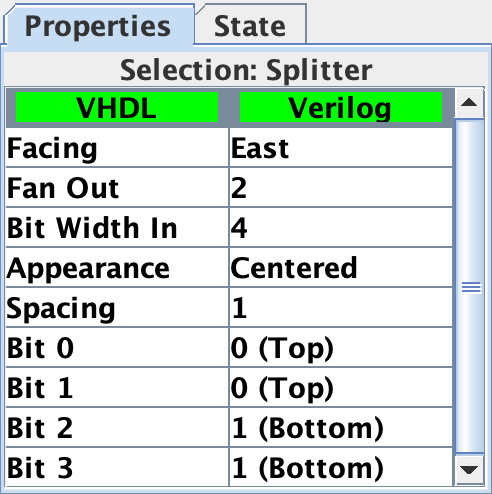 Properties State
Selection: Splitter
VHDL Verilog
Facing East
Fan Out 2
Bit Width In 4
Appearance Centered
Spacing 1
Bit 0 0 (Top)
Bit 1 0 (Top)
Bit 2 1 (Bottom)
Bit 3 1 (Bottom)